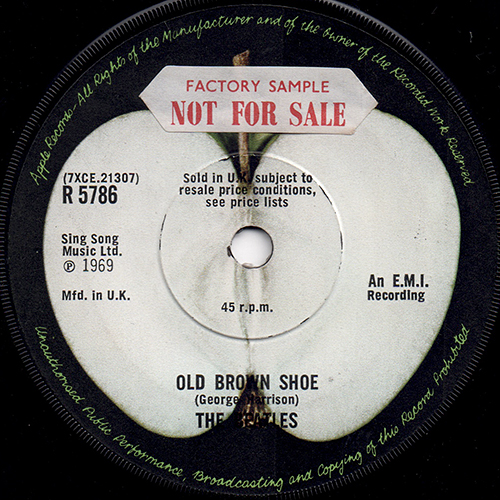 Apple Records - All Rights of the Manufacturer and of the Owner of the Recorded Work Reserved
FACTORY SAMPLE
NOT FOR SALE
(7XCE.21307)
R 5786
Sold in U.K. subject to
resale price conditions,
see price lists
Sing Song
Music Ltd.
℗ 1969
Mfd. in U.K.
An E.M.I.
Recording
45 r.p.m.
OLD BROWN SHOE
(George Harrison)
THE BEATLES
Unauthorised Public Performance, Broadcasting and Copying of this Record Prohibited